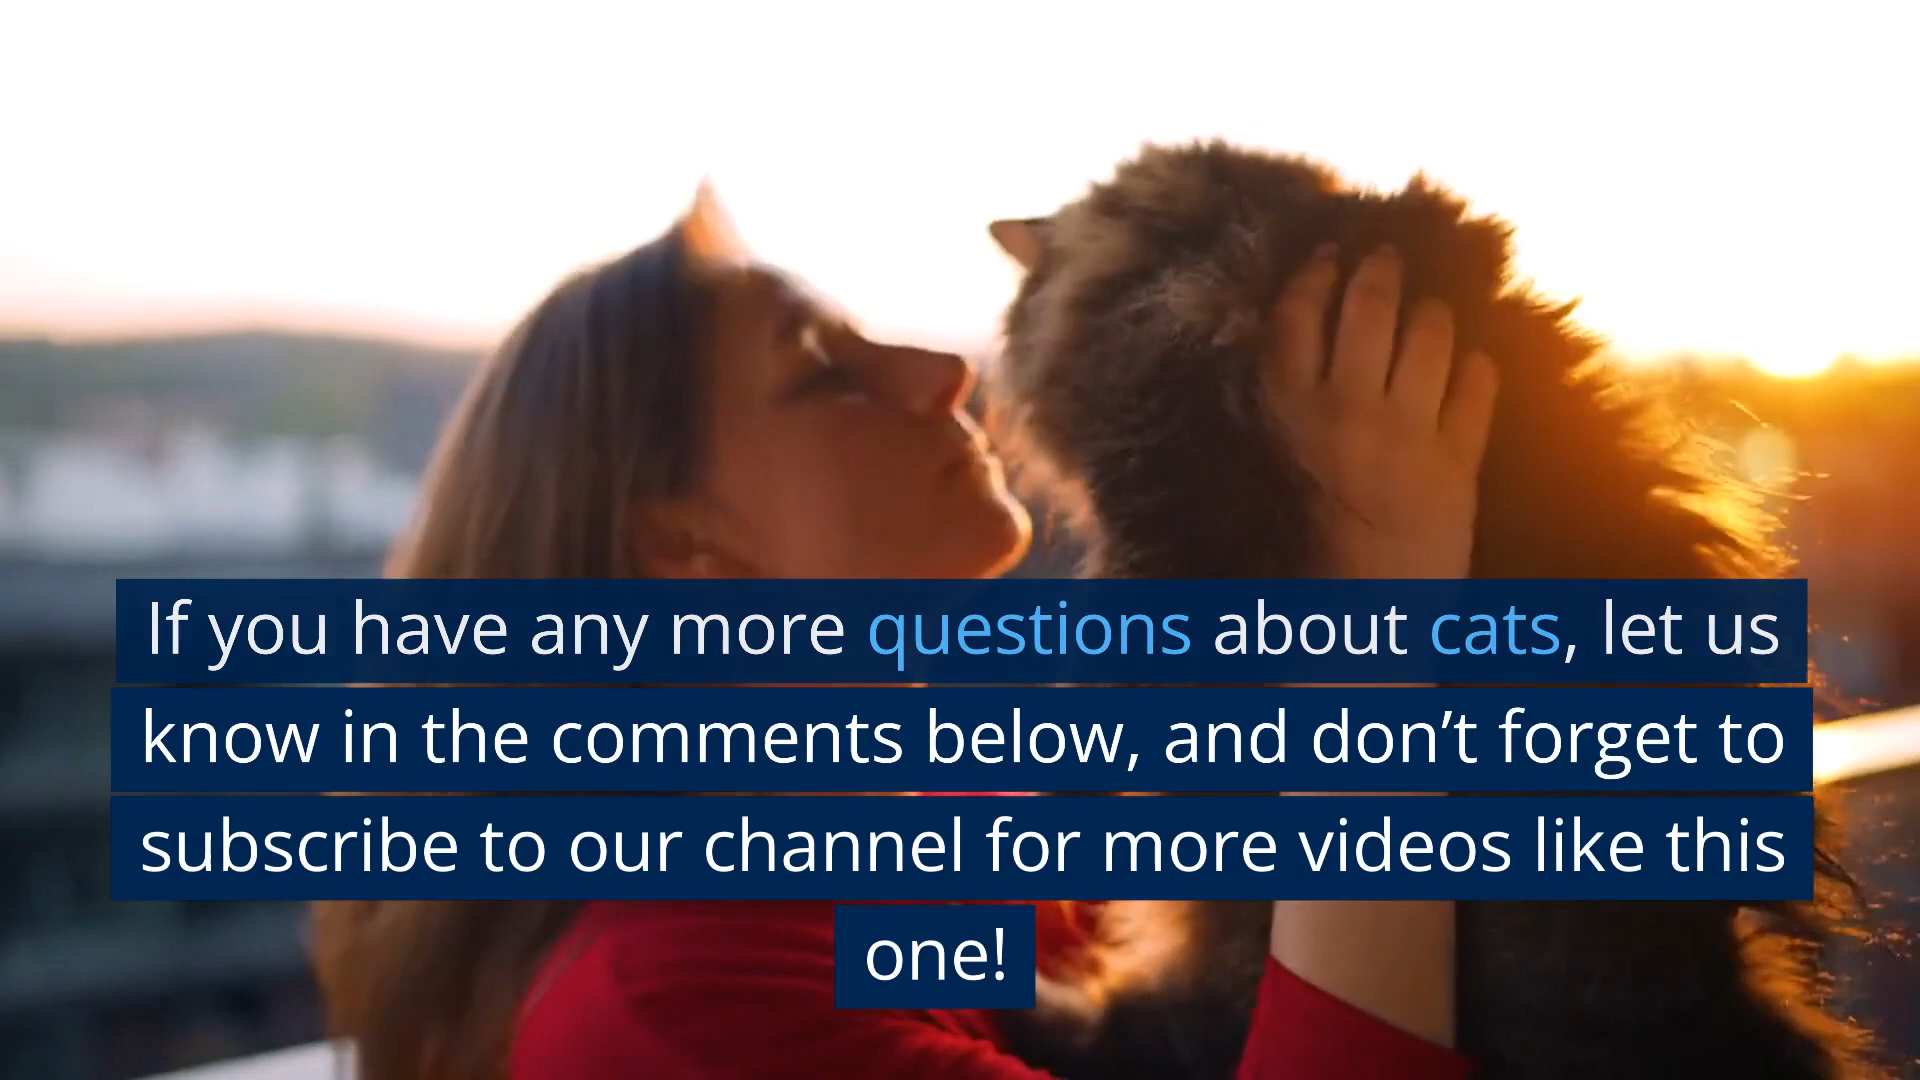 If you have any more questions about cats, let us
know in the comments below, and don’t forget to
subscribe to our channel for more videos like this
one!